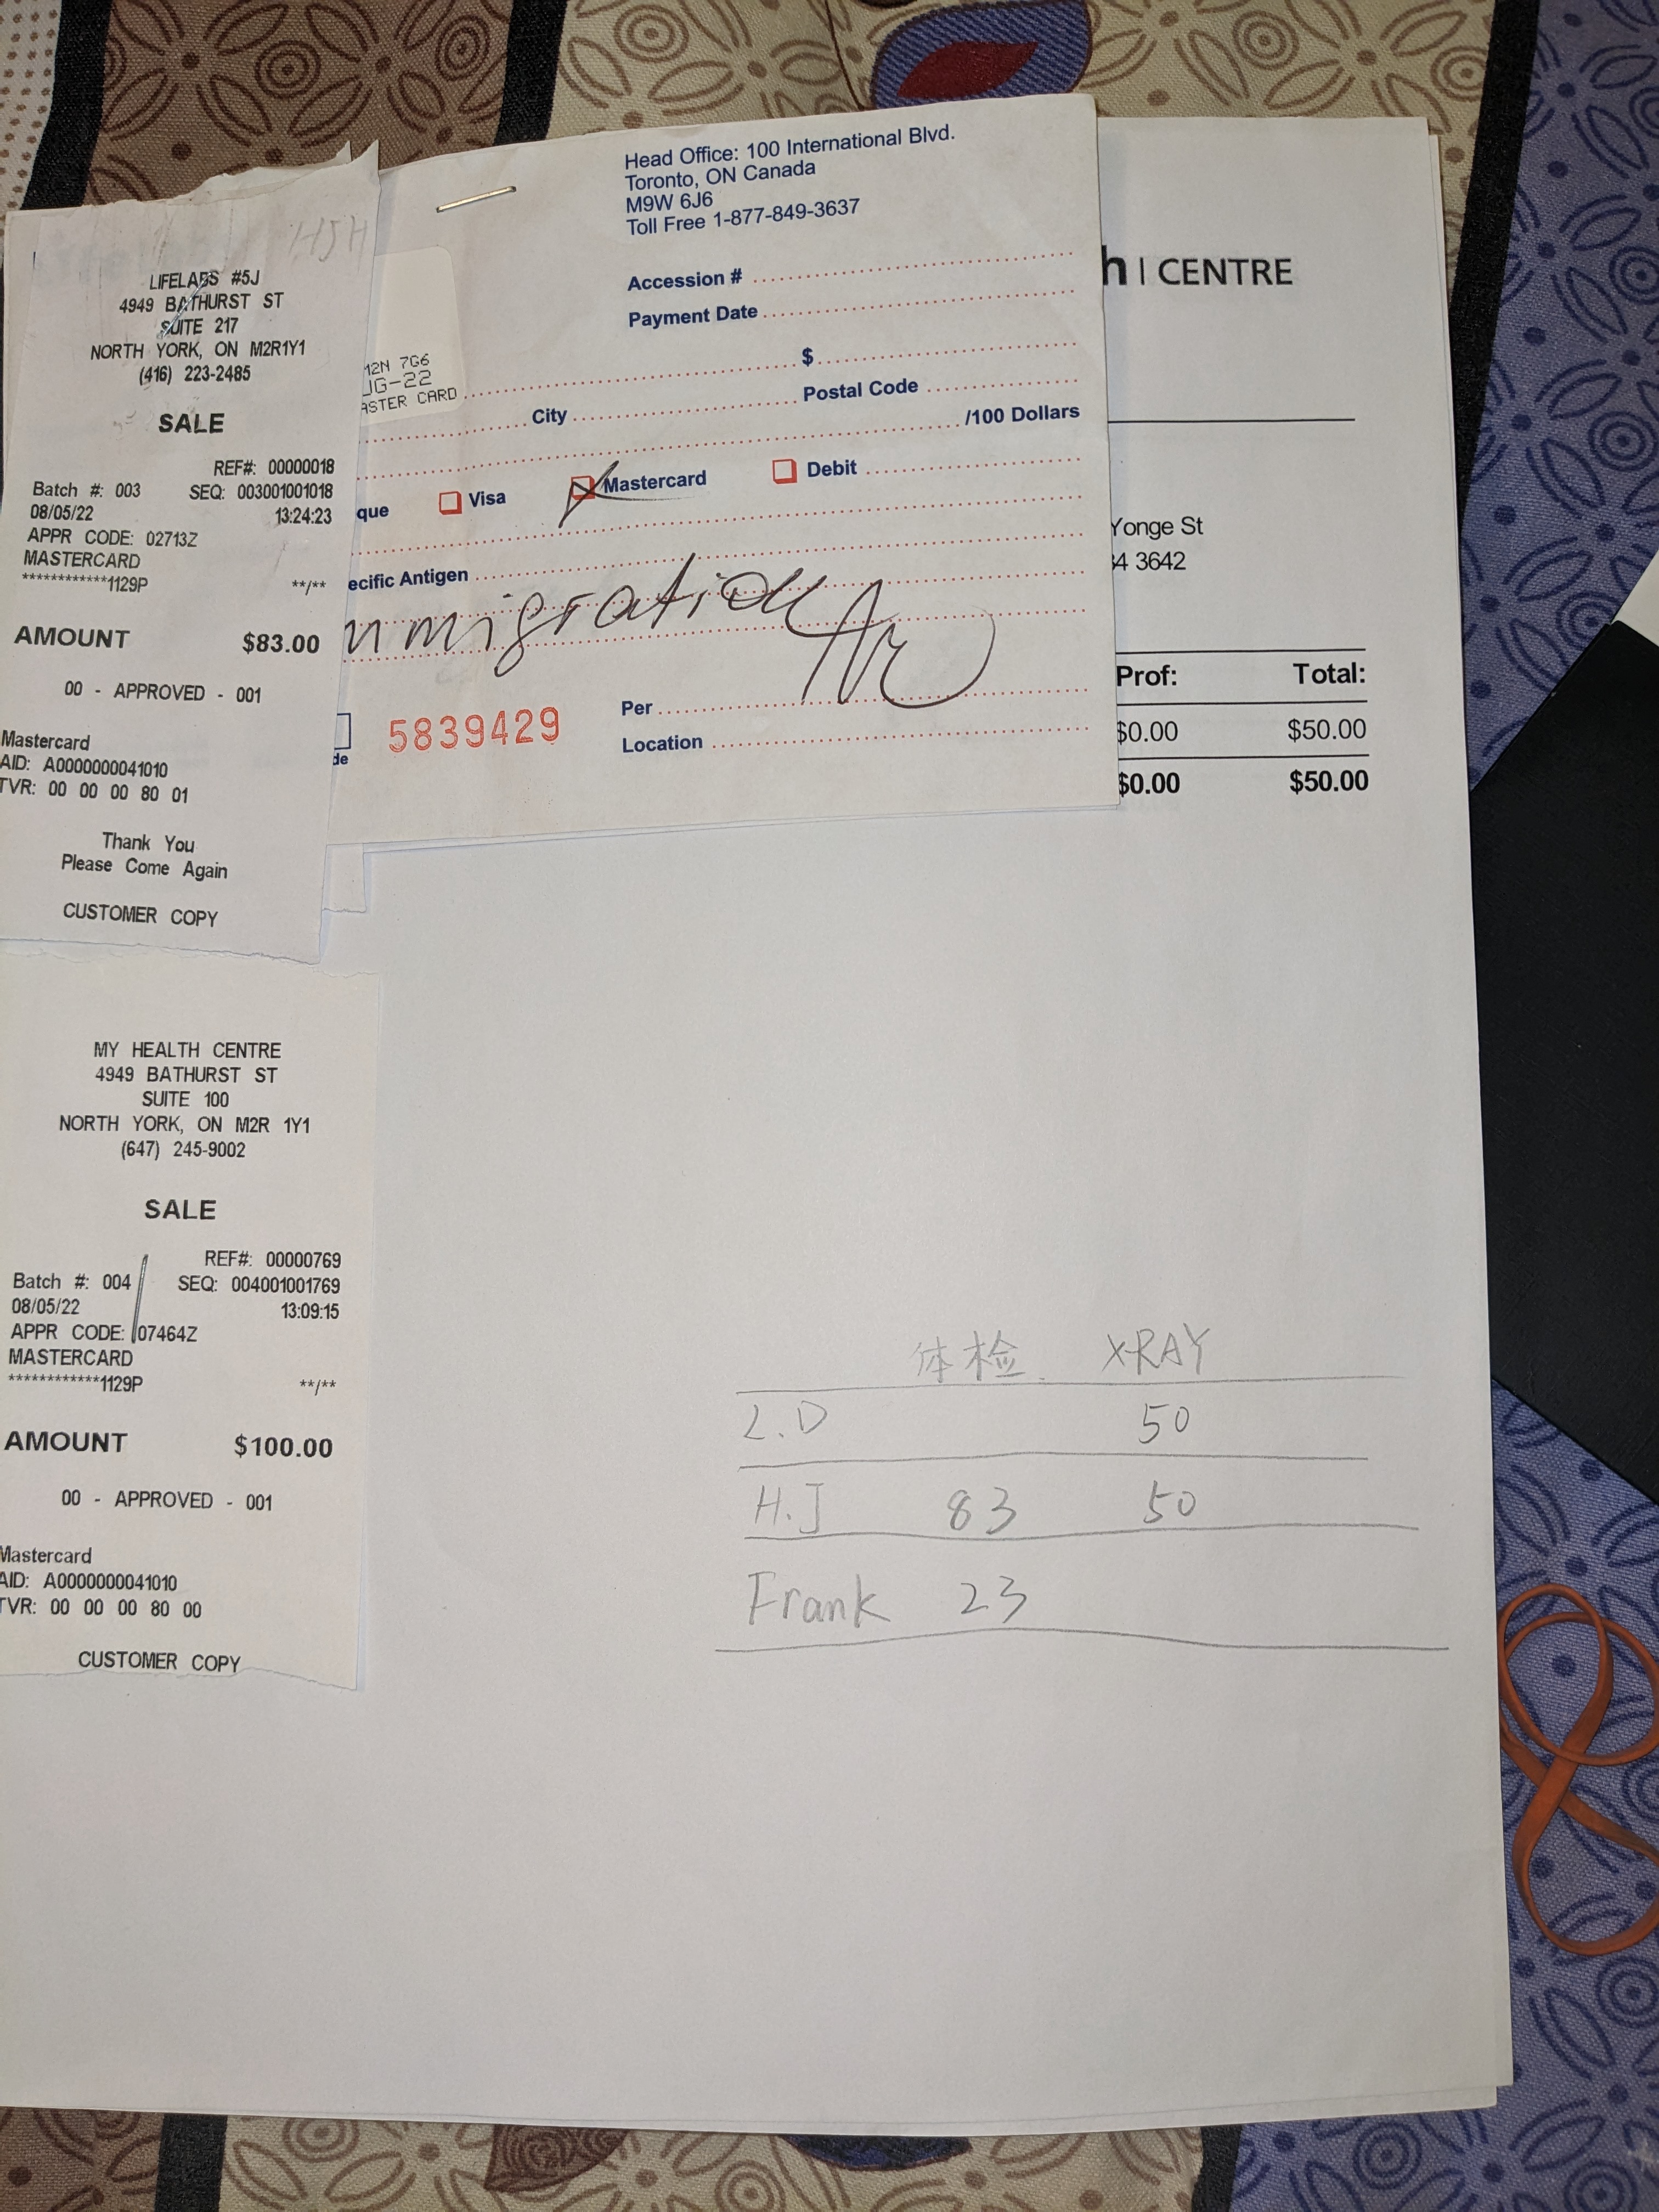 HJH
LIFELABS #5J
4949 BATHURST ST
SUITE 217
NORTH YORK, ON M2R1Y1
(416) 223-2485
SALE
REF#: 00000018
Batch #: 003 SEQ: 003001001018
08/05/22 13:24:23
APPR CODE: 02713Z
MASTERCARD
************1129P **/**
AMOUNT $83.00
00 - APPROVED - 001
Mastercard
AID: A0000000041010
TVR: 00 00 00 80 01
Thank You
Please Come Again
CUSTOMER COPY
Head Office: 100 International Blvd.
Toronto, ON Canada
M9W 6J6
Toll Free 1-877-849-3637
Accession #
Payment Date
$
12N 7G6
JG-22
ASTER CARD
City Postal Code
/100 Dollars
que Visa Mastercard Debit
ecific Antigen
mmigration
Per
5839429
Location
de
h | CENTRE
Yonge St
34 3642
Prof: Total:
$0.00 $50.00
$0.00 $50.00
MY HEALTH CENTRE
4949 BATHURST ST
SUITE 100
NORTH YORK, ON M2R 1Y1
(647) 245-9002
SALE
REF#: 00000769
Batch #: 004 SEQ: 004001001769
08/05/22 13:09:15
APPR CODE: 07464Z
MASTERCARD
************1129P **/**
AMOUNT $100.00
00 - APPROVED - 001
Mastercard
AID: A0000000041010
TVR: 00 00 00 80 00
CUSTOMER COPY
体检 X-RAY
L.D 50
H.J 83 50
Frank 23